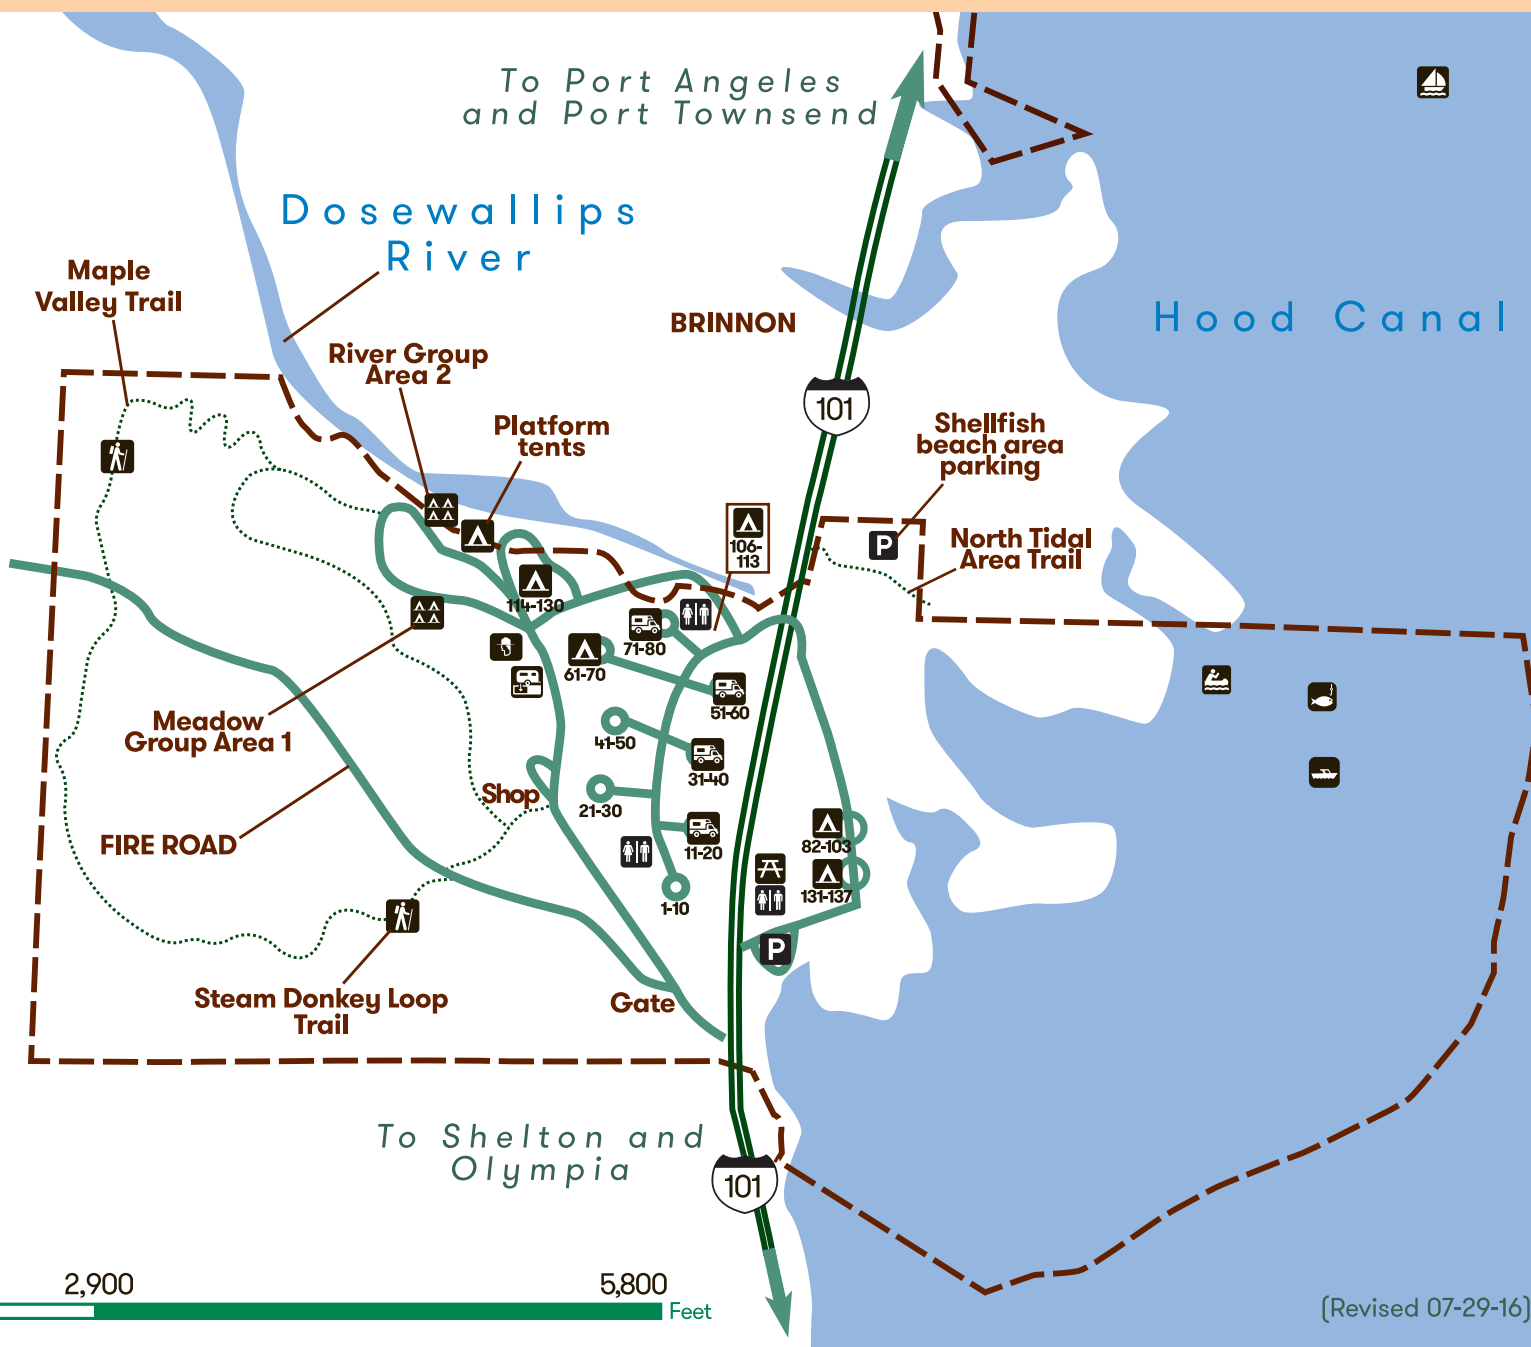 To Port Angeles
and Port Townsend
Dosewallips
River
Maple
Valley Trail
Hood Canal
BRINNON
River Group
Area 2
101
Platform
tents
Shellfish
beach area
parking
106-
113
P
North Tidal
Area Trail
114-130
71-80
61-70
51-60
Meadow
Group Area 1
41-50
31-40
Shop
21-30
FIRE ROAD
11-20
82-103
131-137
1-10
P
Steam Donkey Loop
Trail
Gate
To Shelton and
Olympia
101
2,900
5,800
Feet
(Revised 07-29-16)